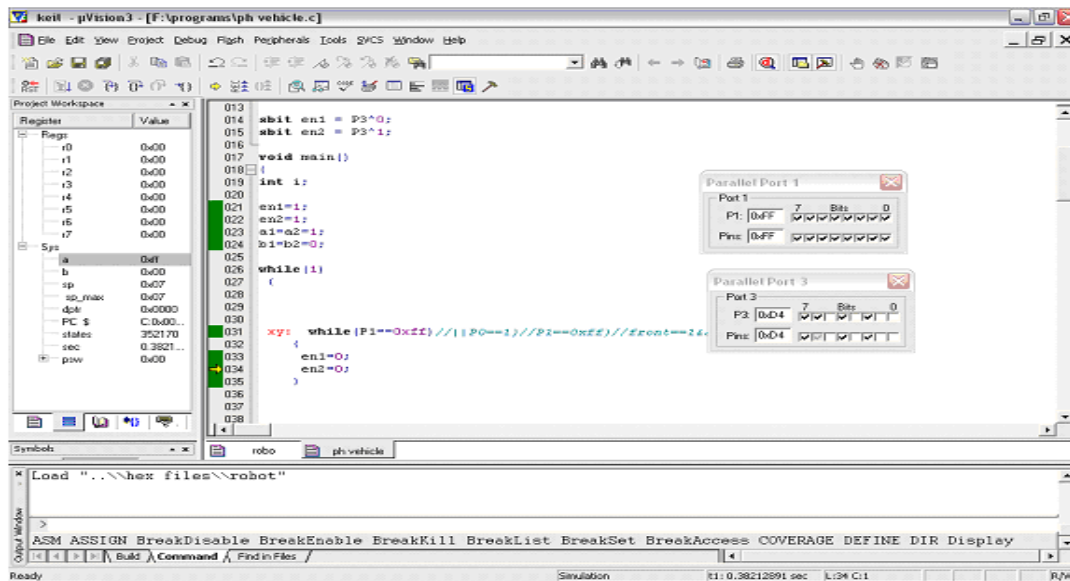 keil - µVision3 - [F:\programs\ph vehicle.c]
File Edit View Project Debug Flash Peripherals Tools SVCS Window Help
Project Workspace
Register Value
Regs
r0 0x00
r1 0x00
r2 0x00
r3 0x00
r4 0x00
r5 0x00
r6 0x00
r7 0x00
Sys
a 0xff
b 0x00
sp 0x07
sp_max 0x07
dptr 0x0000
PC $ C:0x00...
states 352170
sec 0.3821...
psw 0x00
Symbols
013
014 sbit en1 = P3^0;
015 sbit en2 = P3^1;
016
017 void main()
018 {
019 int i;
020
021 en1=1;
022 en2=1;
023 a1=a2=1;
024 b1=b2=0;
025
026 while(1)
027 {
028
029
030
031 xy: while(P1==0xff)//||P0==1)//P2==0xff)//front==1&
032 {
033 en1=0;
034 en2=0;
035 }
036
037
038
Parallel Port 1
Port 1
7 Bits 0
P1: 0xFF
Pins: 0xFF
Parallel Port 3
Port 3
7 Bits 0
P3: 0xD4
Pins: 0xD4
robo ph vehicle
Load "..\\hex files\\robot"
>
ASM ASSIGN BreakDisable BreakEnable BreakKill BreakList BreakSet BreakAccess COVERAGE DEFINE DIR Display
Output Window
Build Command Find in Files
Ready Simulation t1: 0.38212891 sec L:34 C:1 R/W